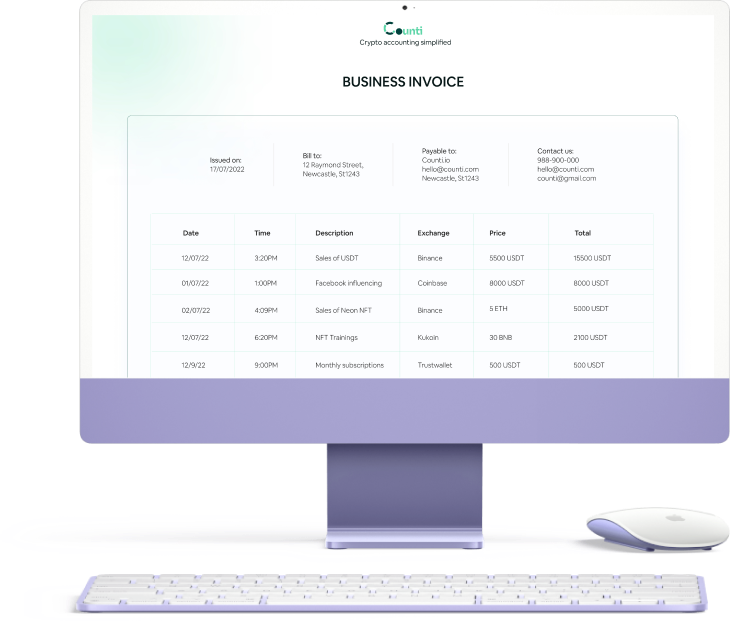 Counti
Crypto accounting simplified
BUSINESS INVOICE
Issued on:
17/07/2022
Bill to:
12 Raymond Street,
Newcastle, St1243
Payable to:
Counti.io
hello@counti.com
Newcastle, St1243
Contact us:
988-900-000
hello@counti.com
counti@gmail.com
Date Time Description Exchange Price Total
12/07/22 3:20PM Sales of USDT Binance 5500 USDT 15500 USDT
01/07/22 1:00PM Facebook influencing Coinbase 8000 USDT 8000 USDT
02/07/22 4:09PM Sales of Neon NFT Binance 5 ETH 5000 USDT
12/07/22 6:20PM NFT Trainings Kukoin 30 BNB 2100 USDT
12/9/22 9:00PM Monthly subscriptions Trustwallet 500 USDT 500 USDT